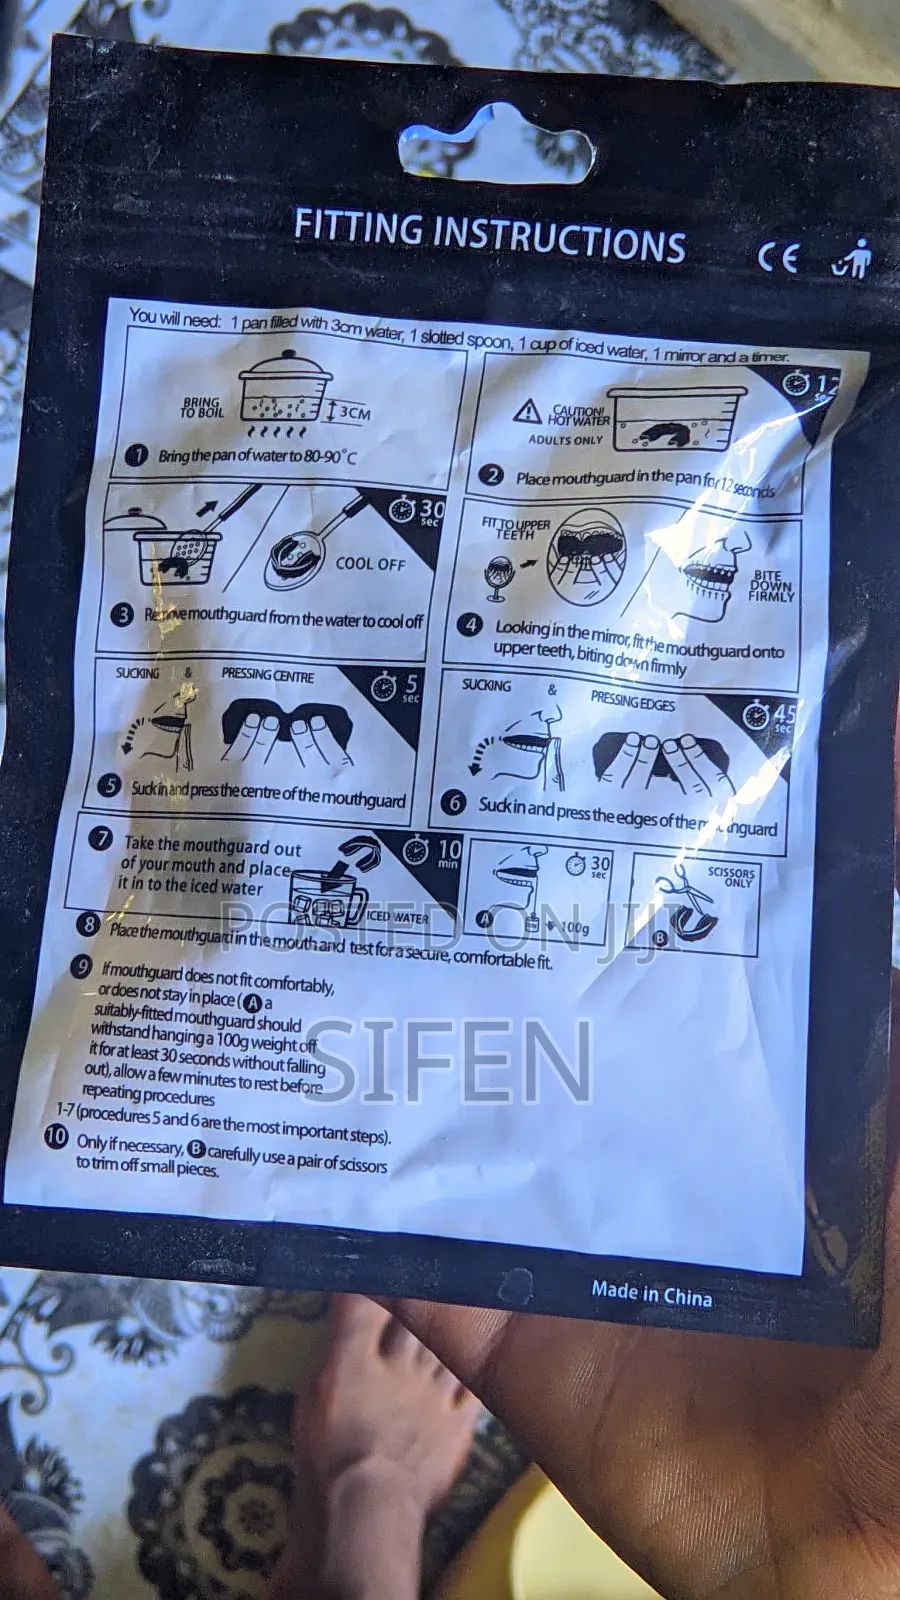 FITTING INSTRUCTIONS
CE
You will need: 1 pan filled with 3cm water, 1 slotted spoon, 1 cup of iced water, 1 mirror and a timer.
BRING
TO BOIL
3CM
1 Bring the pan of water to 80-90°C
12
CAUTION!
HOT WATER
ADULTS ONLY
2 Place mouthguard in the pan for 12 seconds
30
sec
COOL OFF
3 Remove mouthguard from the water to cool off
FIT TO UPPER
TEETH
BITE
DOWN
FIRMLY
4 Looking in the mirror, fit the mouthguard onto
upper teeth, biting down firmly
SUCKING & PRESSING CENTRE
5
sec
5 Suck in and press the centre of the mouthguard
SUCKING & PRESSING EDGES
45
sec
6 Suck in and press the edges of the mouthguard
7 Take the mouthguard out
of your mouth and place
it in to the iced water
10
min
ICED WATER
30
sec
A 100g
SCISSORS
ONLY
B
8 Place the mouthguard in the mouth and test for a secure, comfortable fit.
9 If mouthguard does not fit comfortably,
or does not stay in place ( A a
suitably-fitted mouthguard should
withstand hanging a 100g weight off
it for at least 30 seconds without falling
out), allow a few minutes to rest before
repeating procedures
1-7 (procedures 5 and 6 are the most important steps).
10 Only if necessary, B carefully use a pair of scissors
to trim off small pieces.
Made in China
POSTED ON JIJI
SIFEN